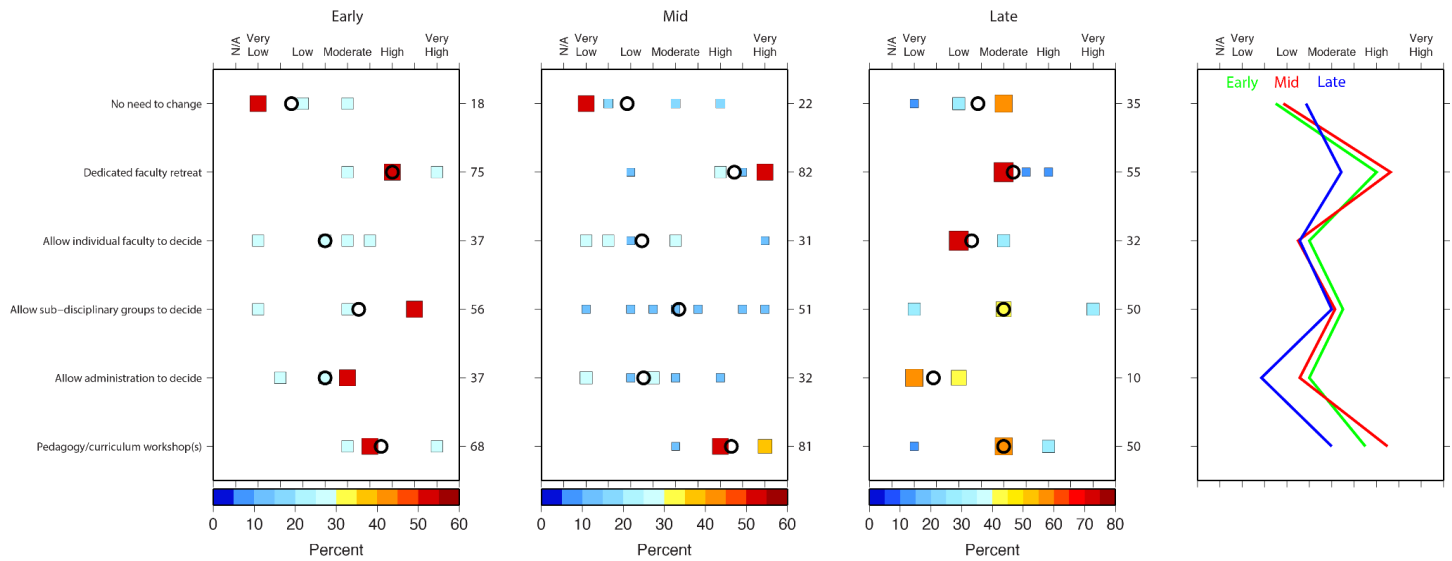 Early
Mid
Late
N/A
Very Low
Low
Moderate
High
Very High
N/A
Very Low
Low
Moderate
High
Very High
N/A
Very Low
Low
Moderate
High
Very High
N/A
Very Low
Low
Moderate
High
Very High
Early Mid Late
No need to change 18 22 35
Dedicated faculty retreat 75 82 55
Allow individual faculty to decide 37 31 32
Allow sub−disciplinary groups to decide 56 51 50
Allow administration to decide 37 32 10
Pedagogy/curriculum workshop(s) 68 81 50
0 10 20 30 40 50 60
0 10 20 30 40 50 60
0 10 20 30 40 50 60 70 80
Percent
Percent
Percent